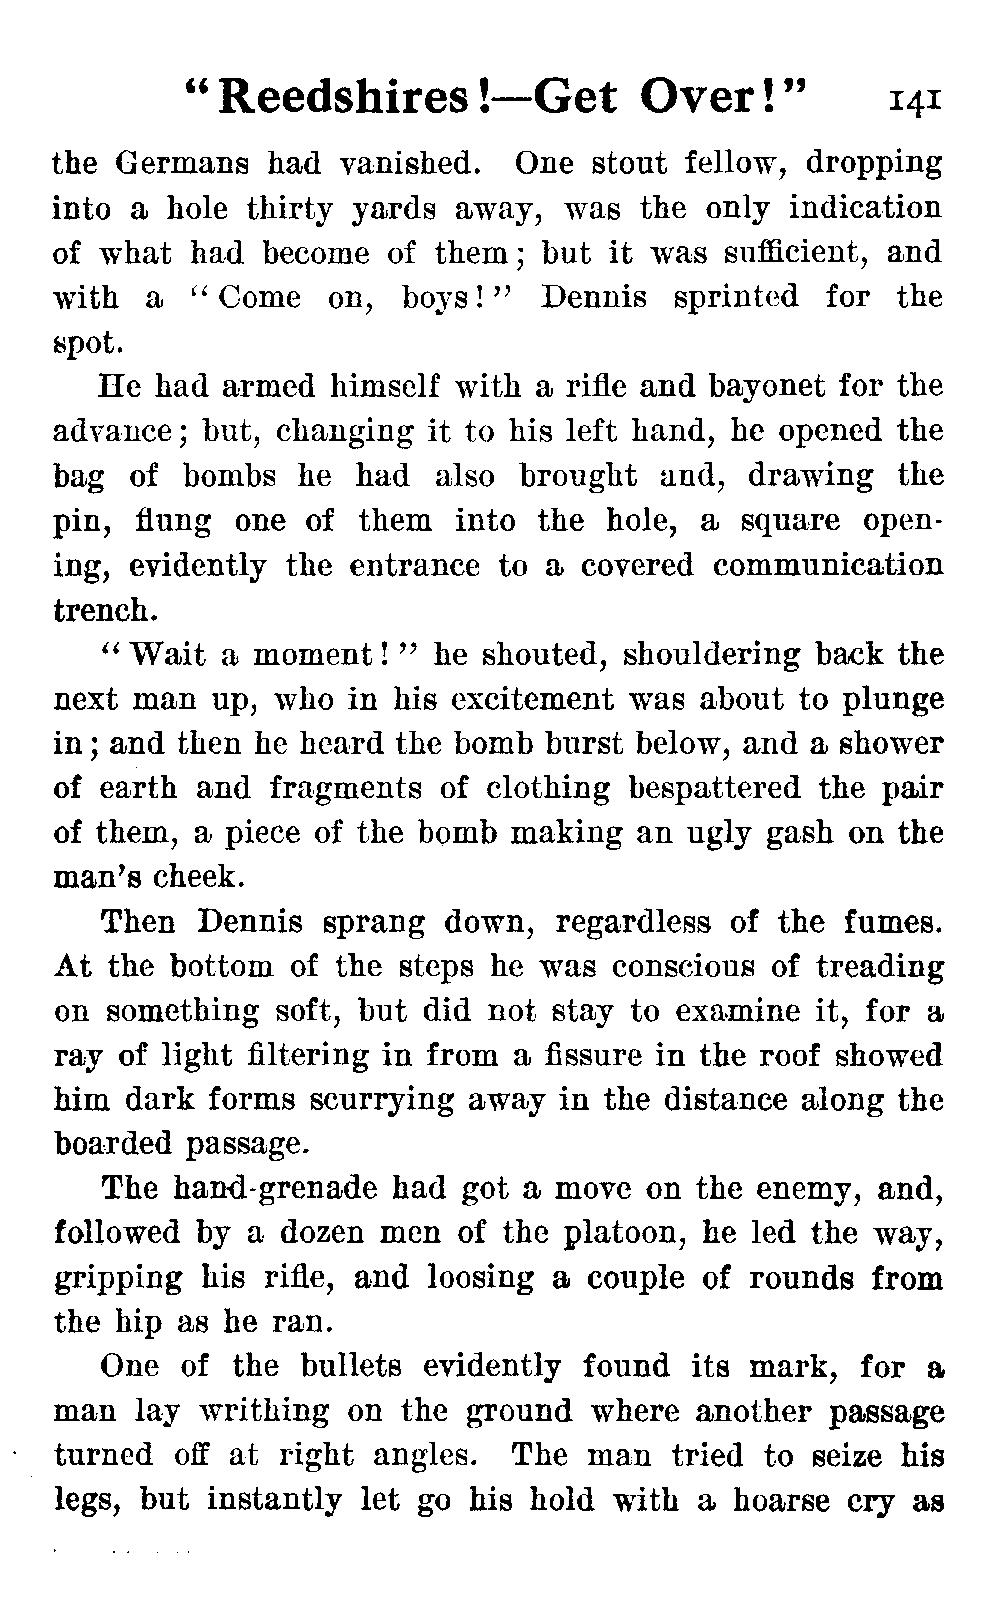 "Reedshires!—Get Over!" 141
the Germans had vanished. One stout fellow, dropping
into a hole thirty yards away, was the only indication
of what had become of them; but it was sufficient, and
with a "Come on, boys!" Dennis sprinted for the
spot.
He had armed himself with a rifle and bayonet for the
advance; but, changing it to his left hand, he opened the
bag of bombs he had also brought and, drawing the
pin, flung one of them into the hole, a square open-
ing, evidently the entrance to a covered communication
trench.
"Wait a moment!" he shouted, shouldering back the
next man up, who in his excitement was about to plunge
in; and then he heard the bomb burst below, and a shower
of earth and fragments of clothing bespattered the pair
of them, a piece of the bomb making an ugly gash on the
man's cheek.
Then Dennis sprang down, regardless of the fumes.
At the bottom of the steps he was conscious of treading
on something soft, but did not stay to examine it, for a
ray of light filtering in from a fissure in the roof showed
him dark forms scurrying away in the distance along the
boarded passage.
The hand-grenade had got a move on the enemy, and,
followed by a dozen men of the platoon, he led the way,
gripping his rifle, and loosing a couple of rounds from
the hip as he ran.
One of the bullets evidently found its mark, for a
man lay writhing on the ground where another passage
turned off at right angles. The man tried to seize his
legs, but instantly let go his hold with a hoarse cry as